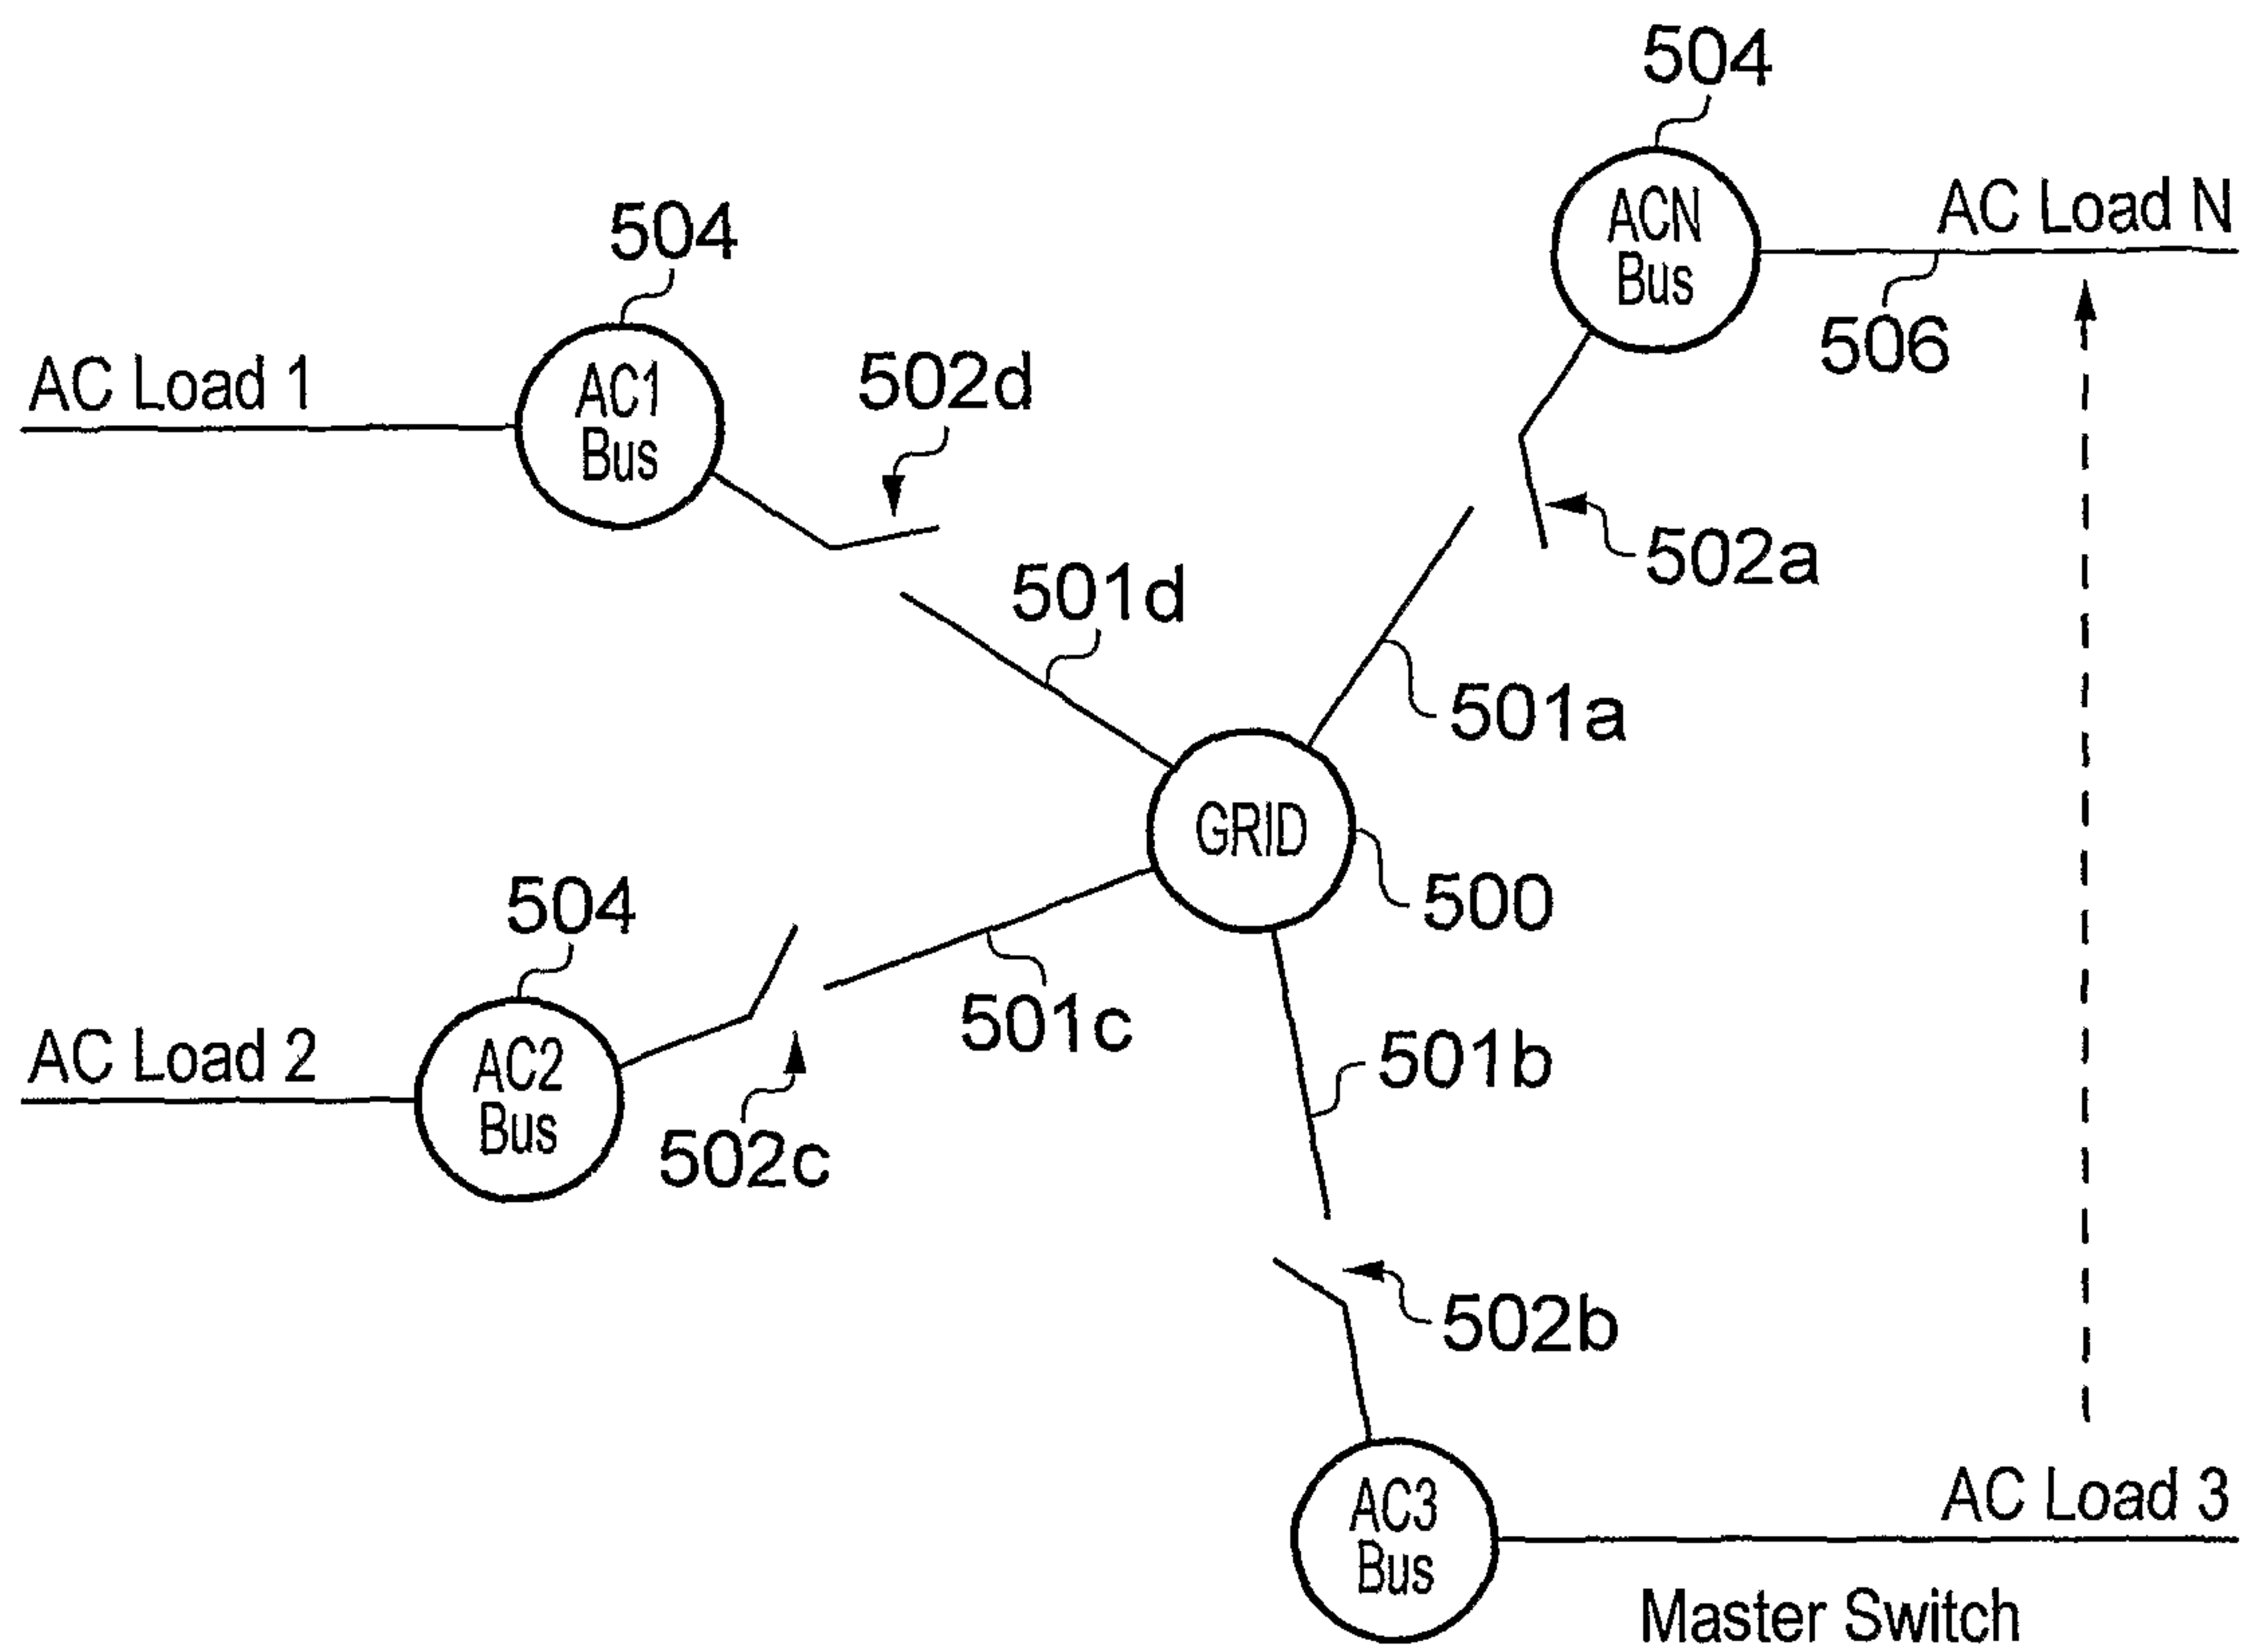 504
504
ACN
Bus
AC Load N
506
AC Load 1
AC1
Bus
502d
502a
501d
501a
GRID
500
504
AC Load 2
AC2
Bus
501c
501b
502c
502b
AC3
Bus
AC Load 3
Master Switch